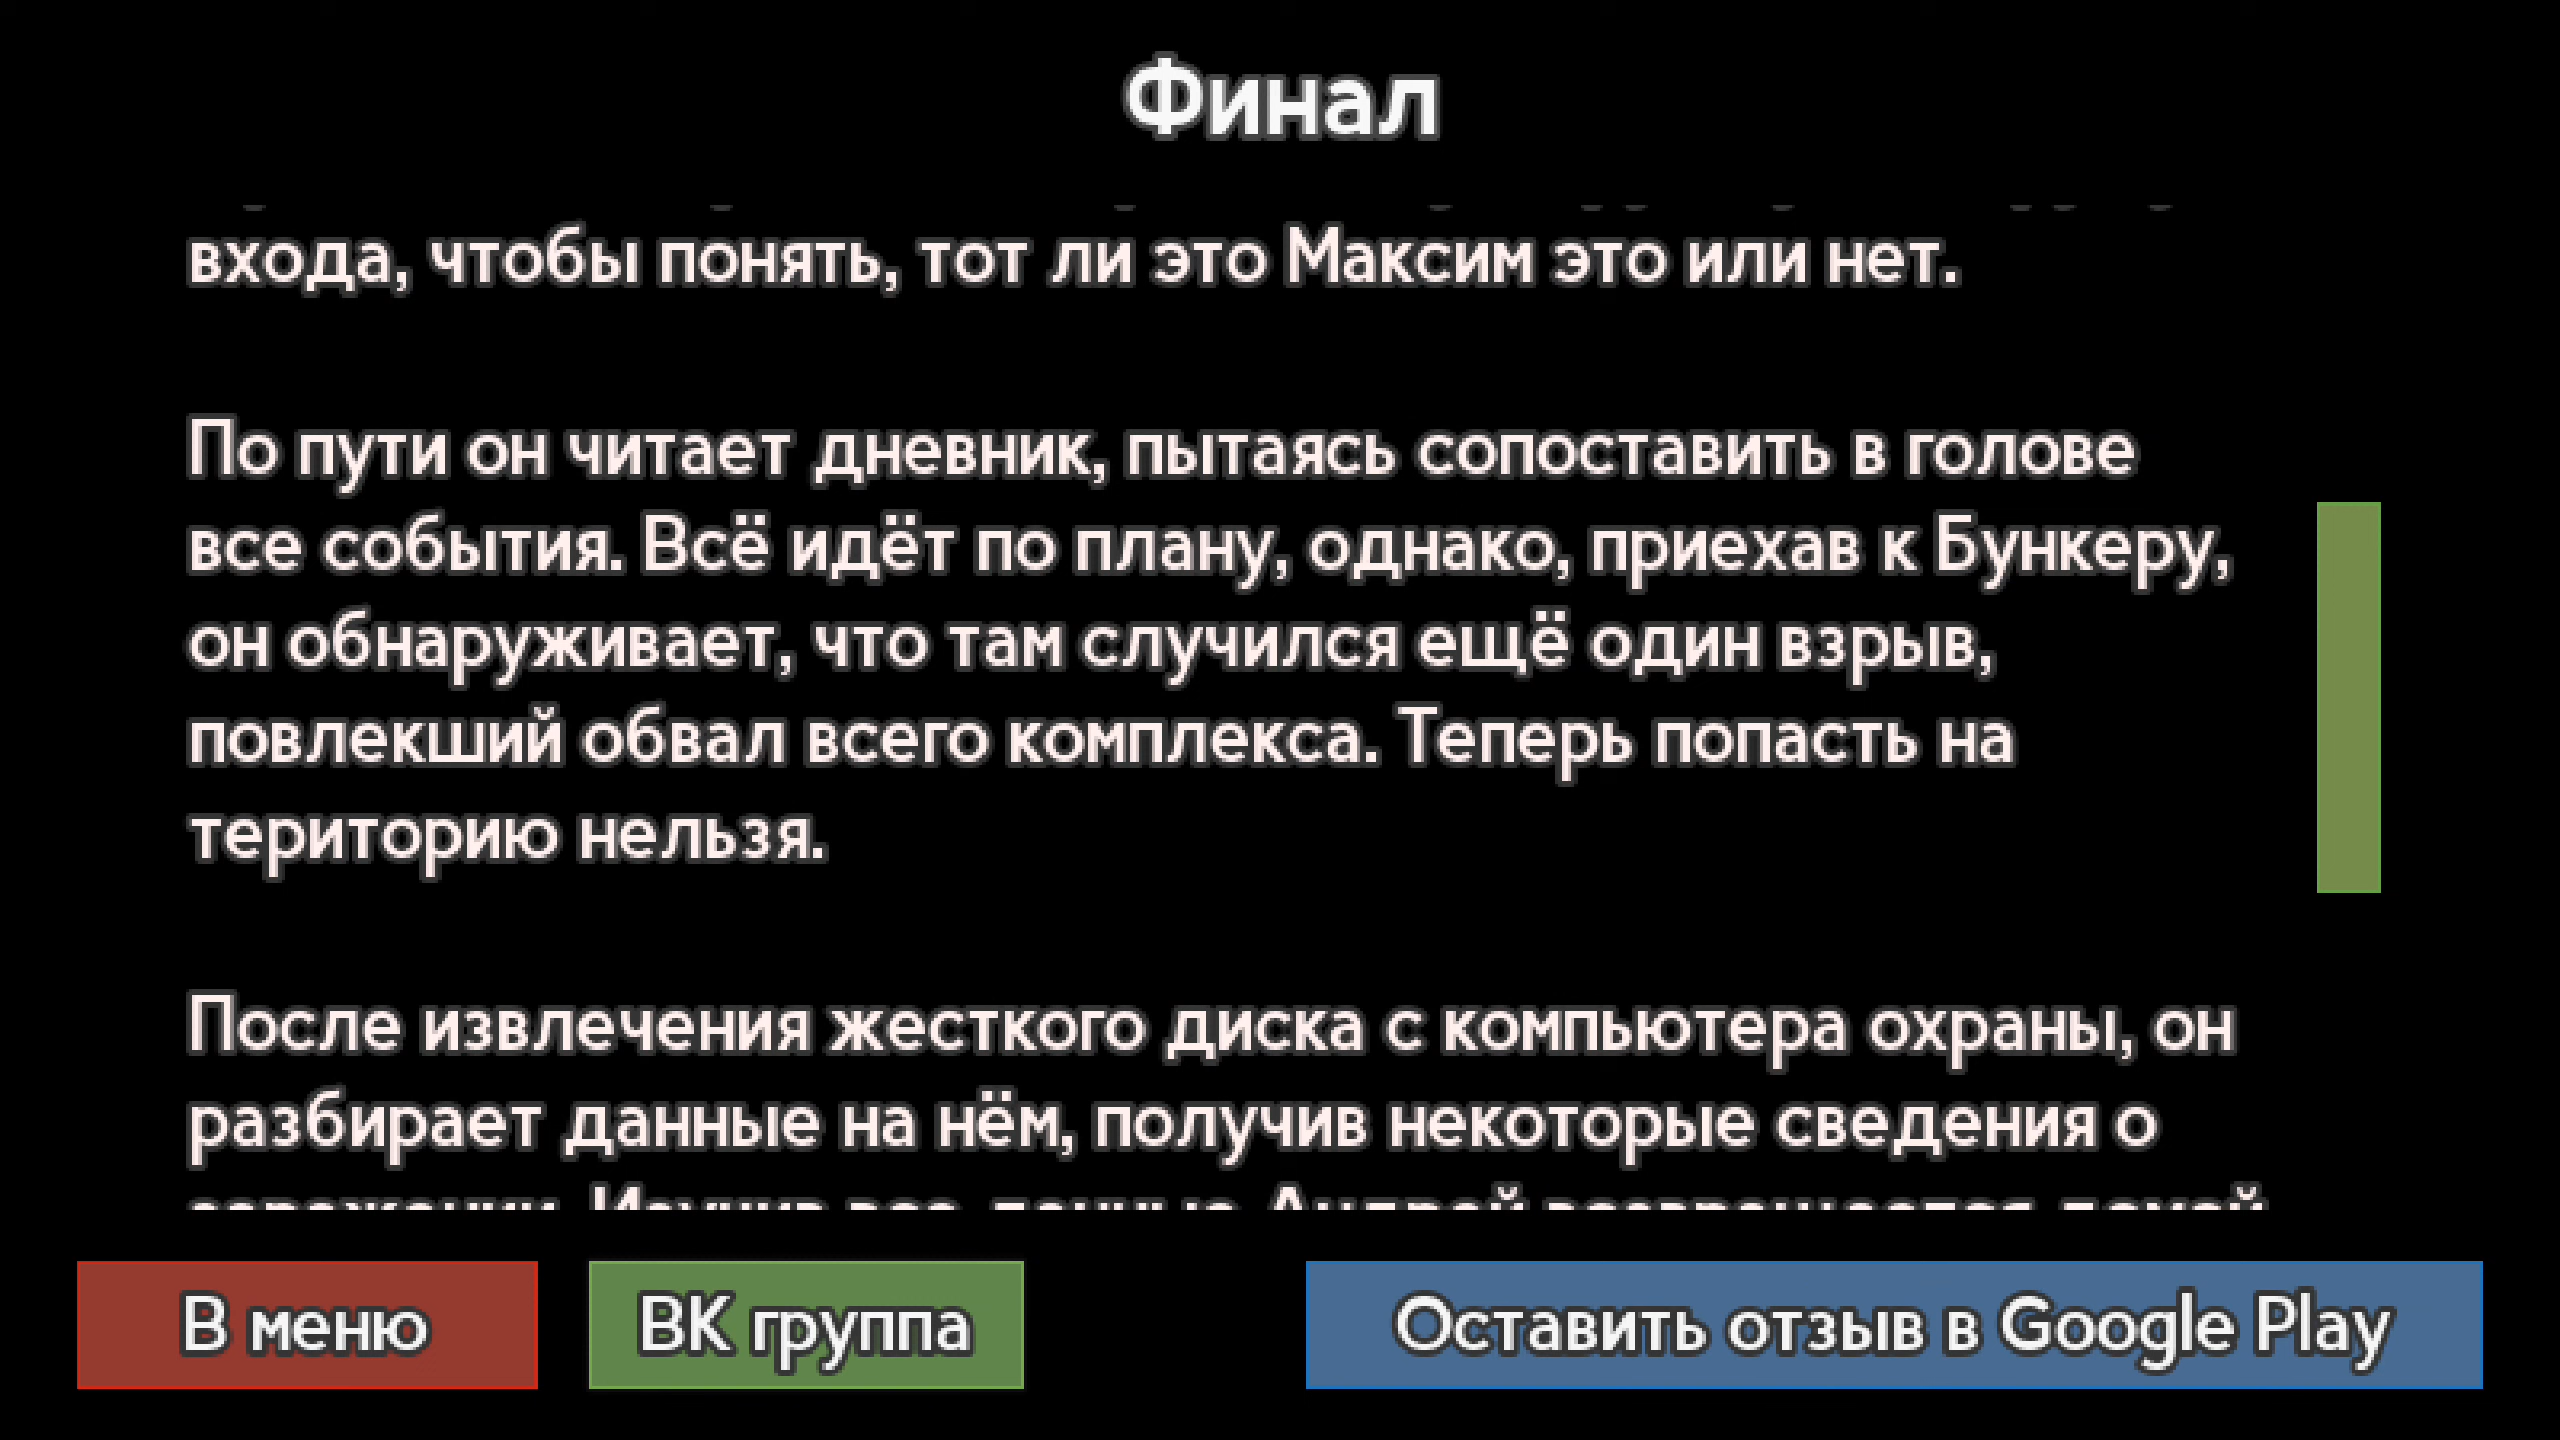 Финал
входа, чтобы понять, тот ли это Максим это или нет.
По пути он читает дневник, пытаясь сопоставить в голове
все события. Всё идёт по плану, однако, приехав к Бункеру,
он обнаруживает, что там случился ещё один взрыв,
повлекший обвал всего комплекса. Теперь попасть на
територию нельзя.
После извлечения жесткого диска с компьютера охраны, он
разбирает данные на нём, получив некоторые сведения о
В меню
ВК группа
Оставить отзыв в Google Play